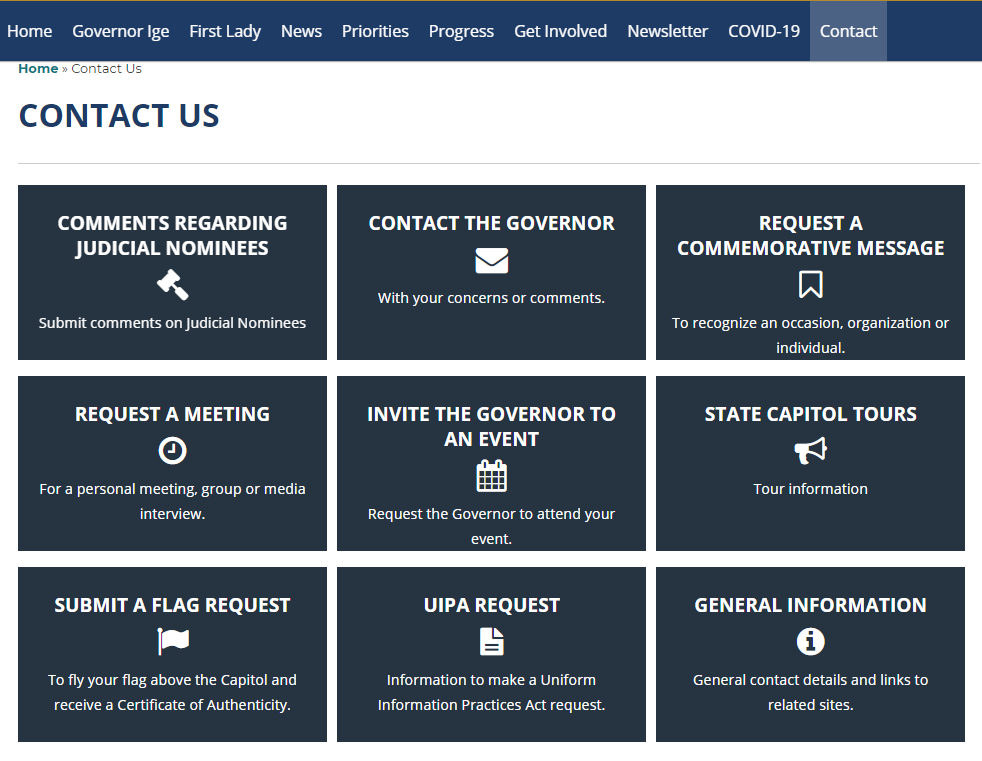 Home Governor Ige First Lady News Priorities Progress Get Involved Newsletter COVID-19 Contact
Home » Contact Us
CONTACT US
COMMENTS REGARDING
JUDICIAL NOMINEES
Submit comments on Judicial Nominees
CONTACT THE GOVERNOR
With your concerns or comments.
REQUEST A
COMMEMORATIVE MESSAGE
To recognize an occasion, organization or
individual.
REQUEST A MEETING
For a personal meeting, group or media
interview.
INVITE THE GOVERNOR TO
AN EVENT
Request the Governor to attend your
event.
STATE CAPITOL TOURS
Tour information
SUBMIT A FLAG REQUEST
To fly your flag above the Capitol and
receive a Certificate of Authenticity.
UIPA REQUEST
Information to make a Uniform
Information Practices Act request.
GENERAL INFORMATION
General contact details and links to
related sites.